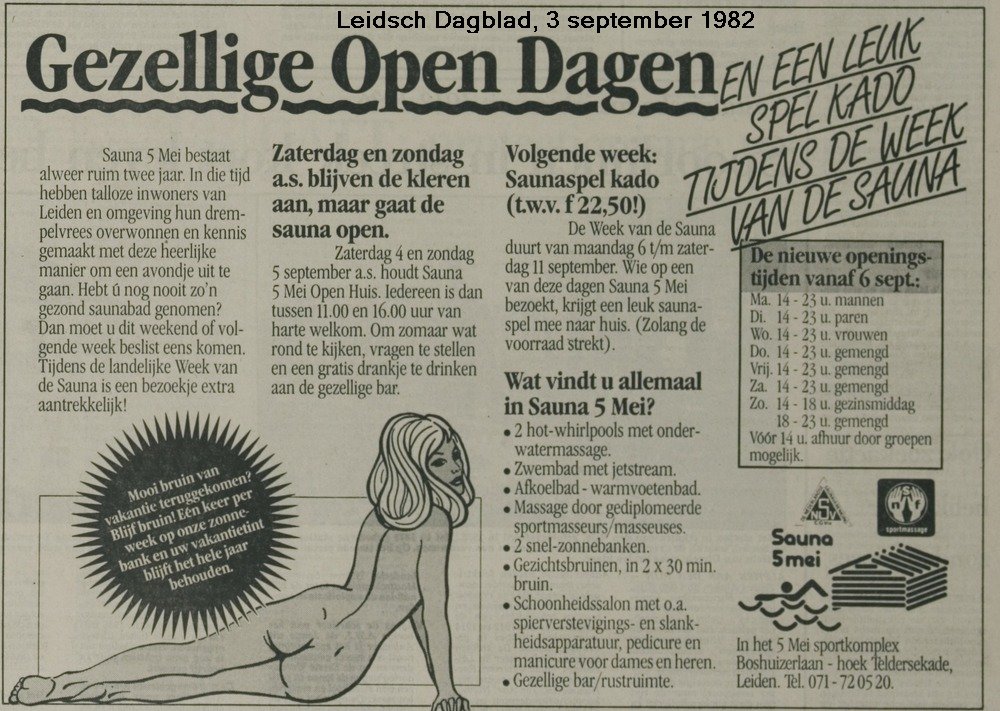 Leidsch Dagblad, 3 september 1982
Gezellige Open Dagen
EN EEN LEUK
SPEL KADO
TIJDENS DE WEEK
VAN DE SAUNA
Sauna 5 Mei bestaat
alweer ruim twee jaar. In die tijd
hebben talloze inwoners van
Leiden en omgeving hun drem-
pelvrees overwonnen en kennis
gemaakt met deze heerlijke
manier om een avondje uit te
gaan. Hebt ú nog nooit zo'n
gezond saunabad genomen?
Dan moet u dit weekend of vol-
gende week beslist eens komen.
Tijdens de landelijke Week van
de Sauna is een bezoekje extra
aantrekkelijk!
Mooi bruin van
vakantie teruggekomen?
Blijf bruin! Eén keer per
week op onze zonne-
bank en uw vakantietint
blijft het hele jaar
behouden.
Zaterdag en zondag
a.s. blijven de kleren
aan, maar gaat de
sauna open.
Zaterdag 4 en zondag
5 september a.s. houdt Sauna
5 Mei Open Huis. Iedereen is dan
tussen 11.00 en 16.00 uur van
harte welkom. Om zomaar wat
rond te kijken, vragen te stellen
en een gratis drankje te drinken
aan de gezellige bar.
Volgende week:
Saunaspel kado
(t.w.v. f 22,50!)
De Week van de Sauna
duurt van maandag 6 t/m zater-
dag 11 september. Wie op een
van deze dagen Sauna 5 Mei
bezoekt, krijgt een leuk sauna-
spel mee naar huis. (Zolang de
voorraad strekt).
Wat vindt u allemaal
in Sauna 5 Mei?
• 2 hot-whirlpools met onder-
watermassage.
• Zwembad met jetstream.
• Afkoelbad - warmvoetenbad.
• Massage door gediplomeerde
sportmasseurs/masseuses.
• 2 snel-zonnebanken.
• Gezichtsbruinen, in 2 x 30 min.
bruin.
• Schoonheidssalon met o.a.
spierverstevigings- en slank-
heidsapparatuur, pedicure en
manicure voor dames en heren.
• Gezellige bar/rustruimte.
De nieuwe openings-
tijden vanaf 6 sept.:
Ma. 14 - 23 u. mannen
Di. 14 - 23 u. paren
Wo. 14 - 23 u. vrouwen
Do. 14 - 23 u. gemengd
Vrij. 14 - 23 u. gemengd
Za. 14 - 23 u. gemengd
Zo. 14 - 18 u. gezinsmiddag
18 - 23 u. gemengd
Vóór 14 u. afhuur door groepen
mogelijk.
sportmassage
Sauna
5 mei
In het 5 Mei sportkomplex
Boshuizerlaan - hoek Teldersekade,
Leiden. Tel. 071 - 72 05 20.